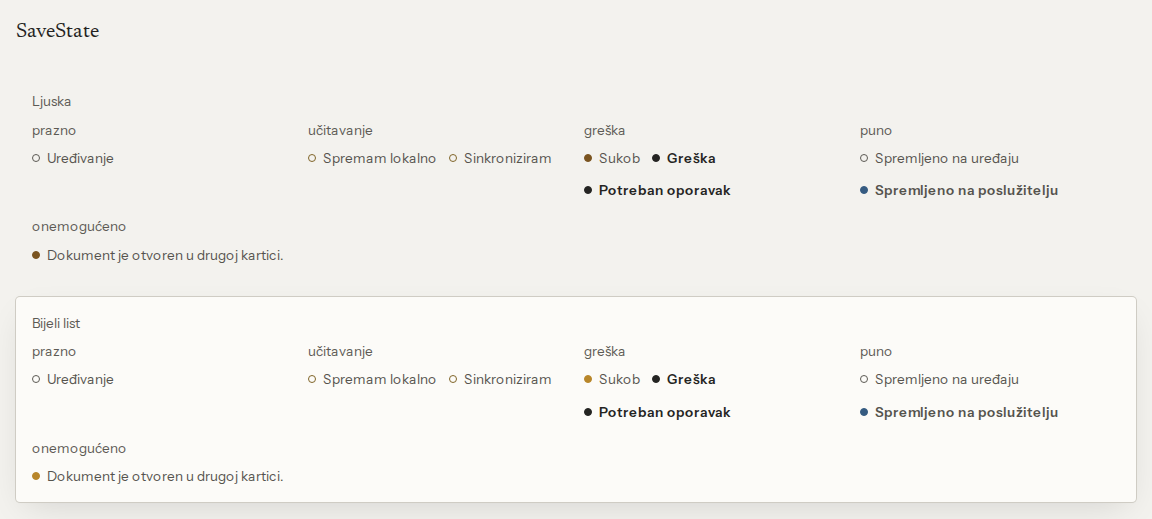 SaveState
Ljuska
prazno učitavanje greška puno
Uređivanje Spremam lokalno Sinkroniziram Sukob Greška Spremljeno na uređaju
Potreban oporavak Spremljeno na poslužitelju
onemogućeno
Dokument je otvoren u drugoj kartici.
Bijeli list
prazno učitavanje greška puno
Uređivanje Spremam lokalno Sinkroniziram Sukob Greška Spremljeno na uređaju
Potreban oporavak Spremljeno na poslužitelju
onemogućeno
Dokument je otvoren u drugoj kartici.